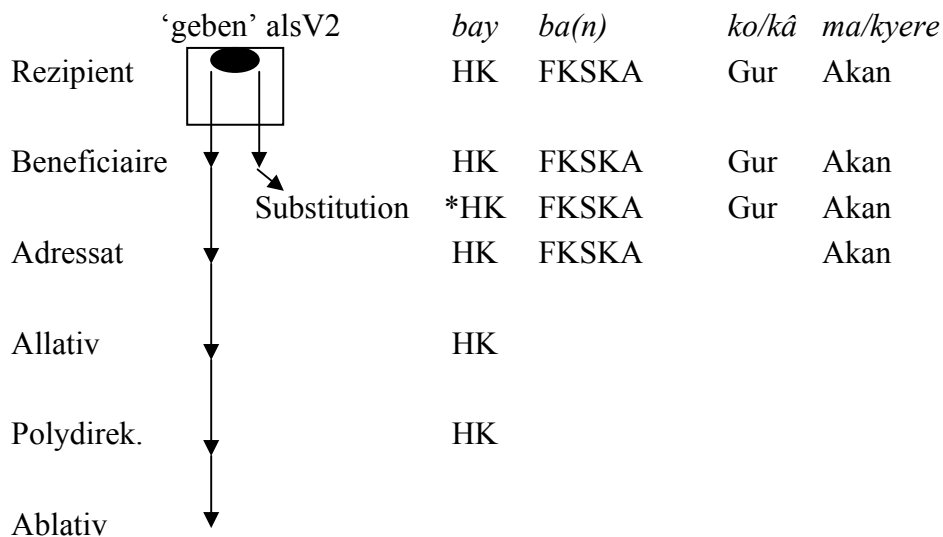 ‘geben’ alsV2 bay ba(n) ko/kâ ma/kyere
Rezipient HK FKSKA Gur Akan
Beneficiaire HK FKSKA Gur Akan
Substitution *HK FKSKA Gur Akan
Adressat HK FKSKA Akan
Allativ HK
Polydirek. HK
Ablativ